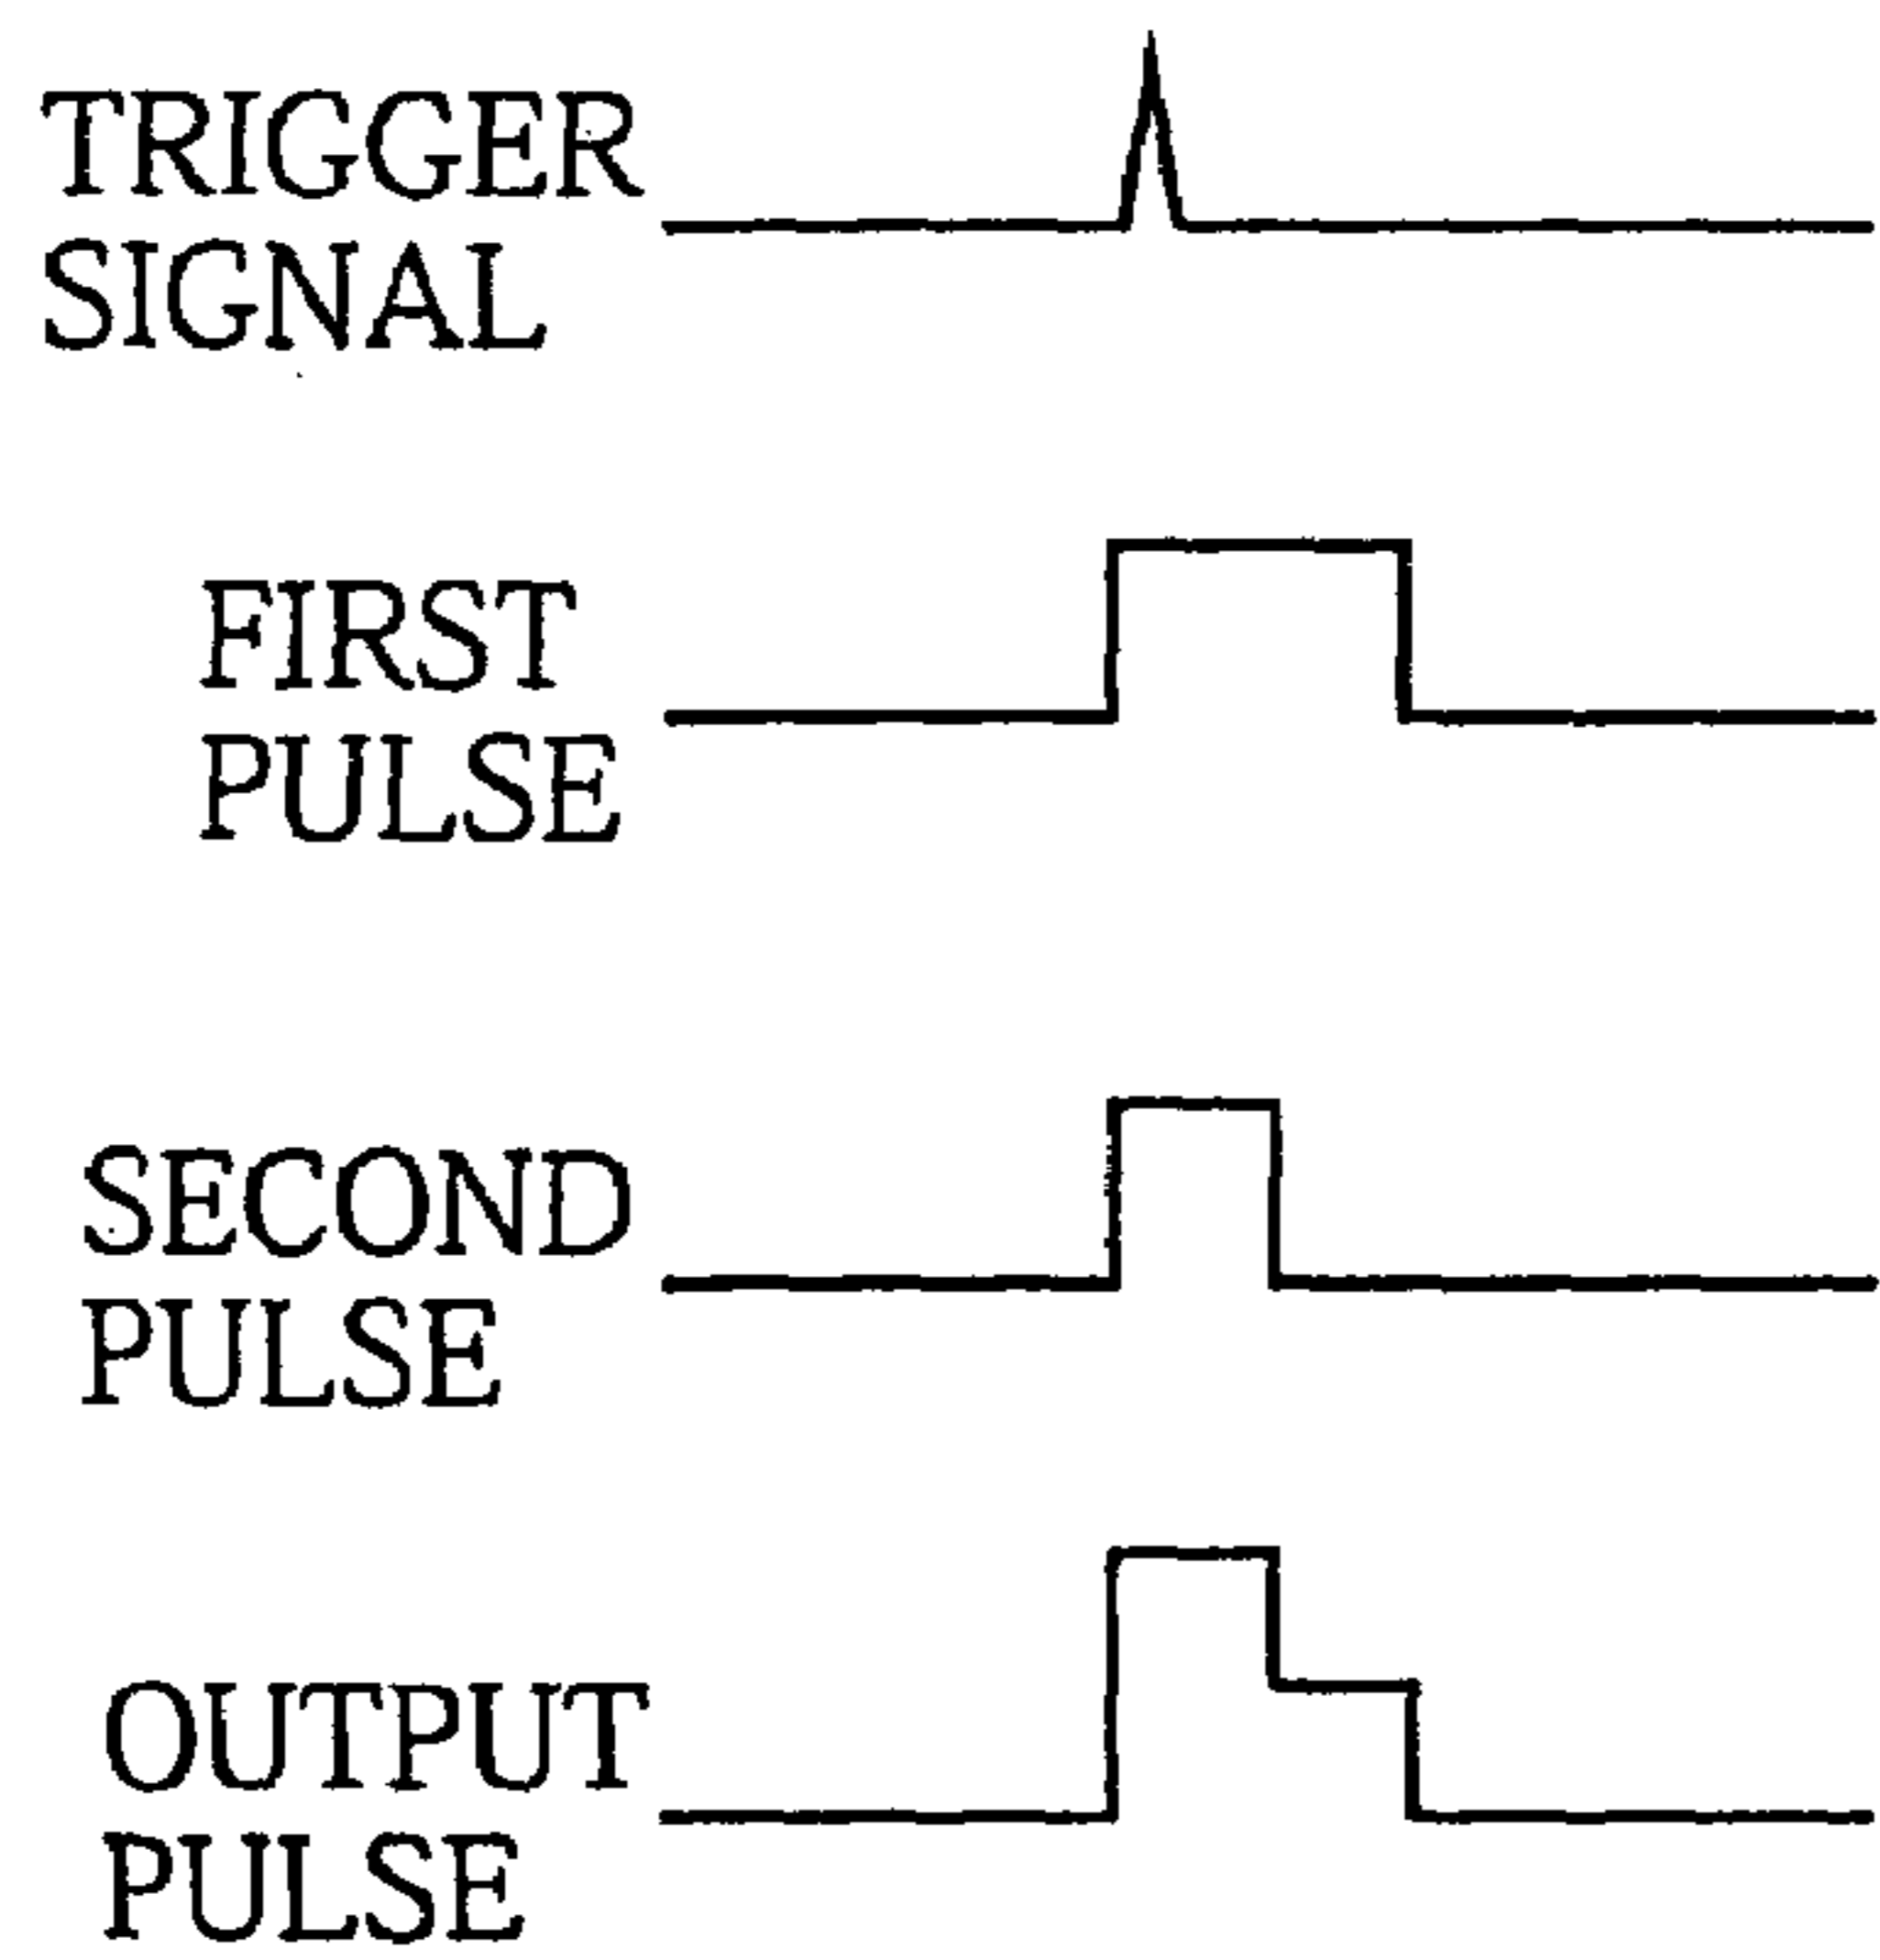 TRIGGER
SIGNAL
FIRST
PULSE
SECOND
PULSE
OUTPUT
PULSE